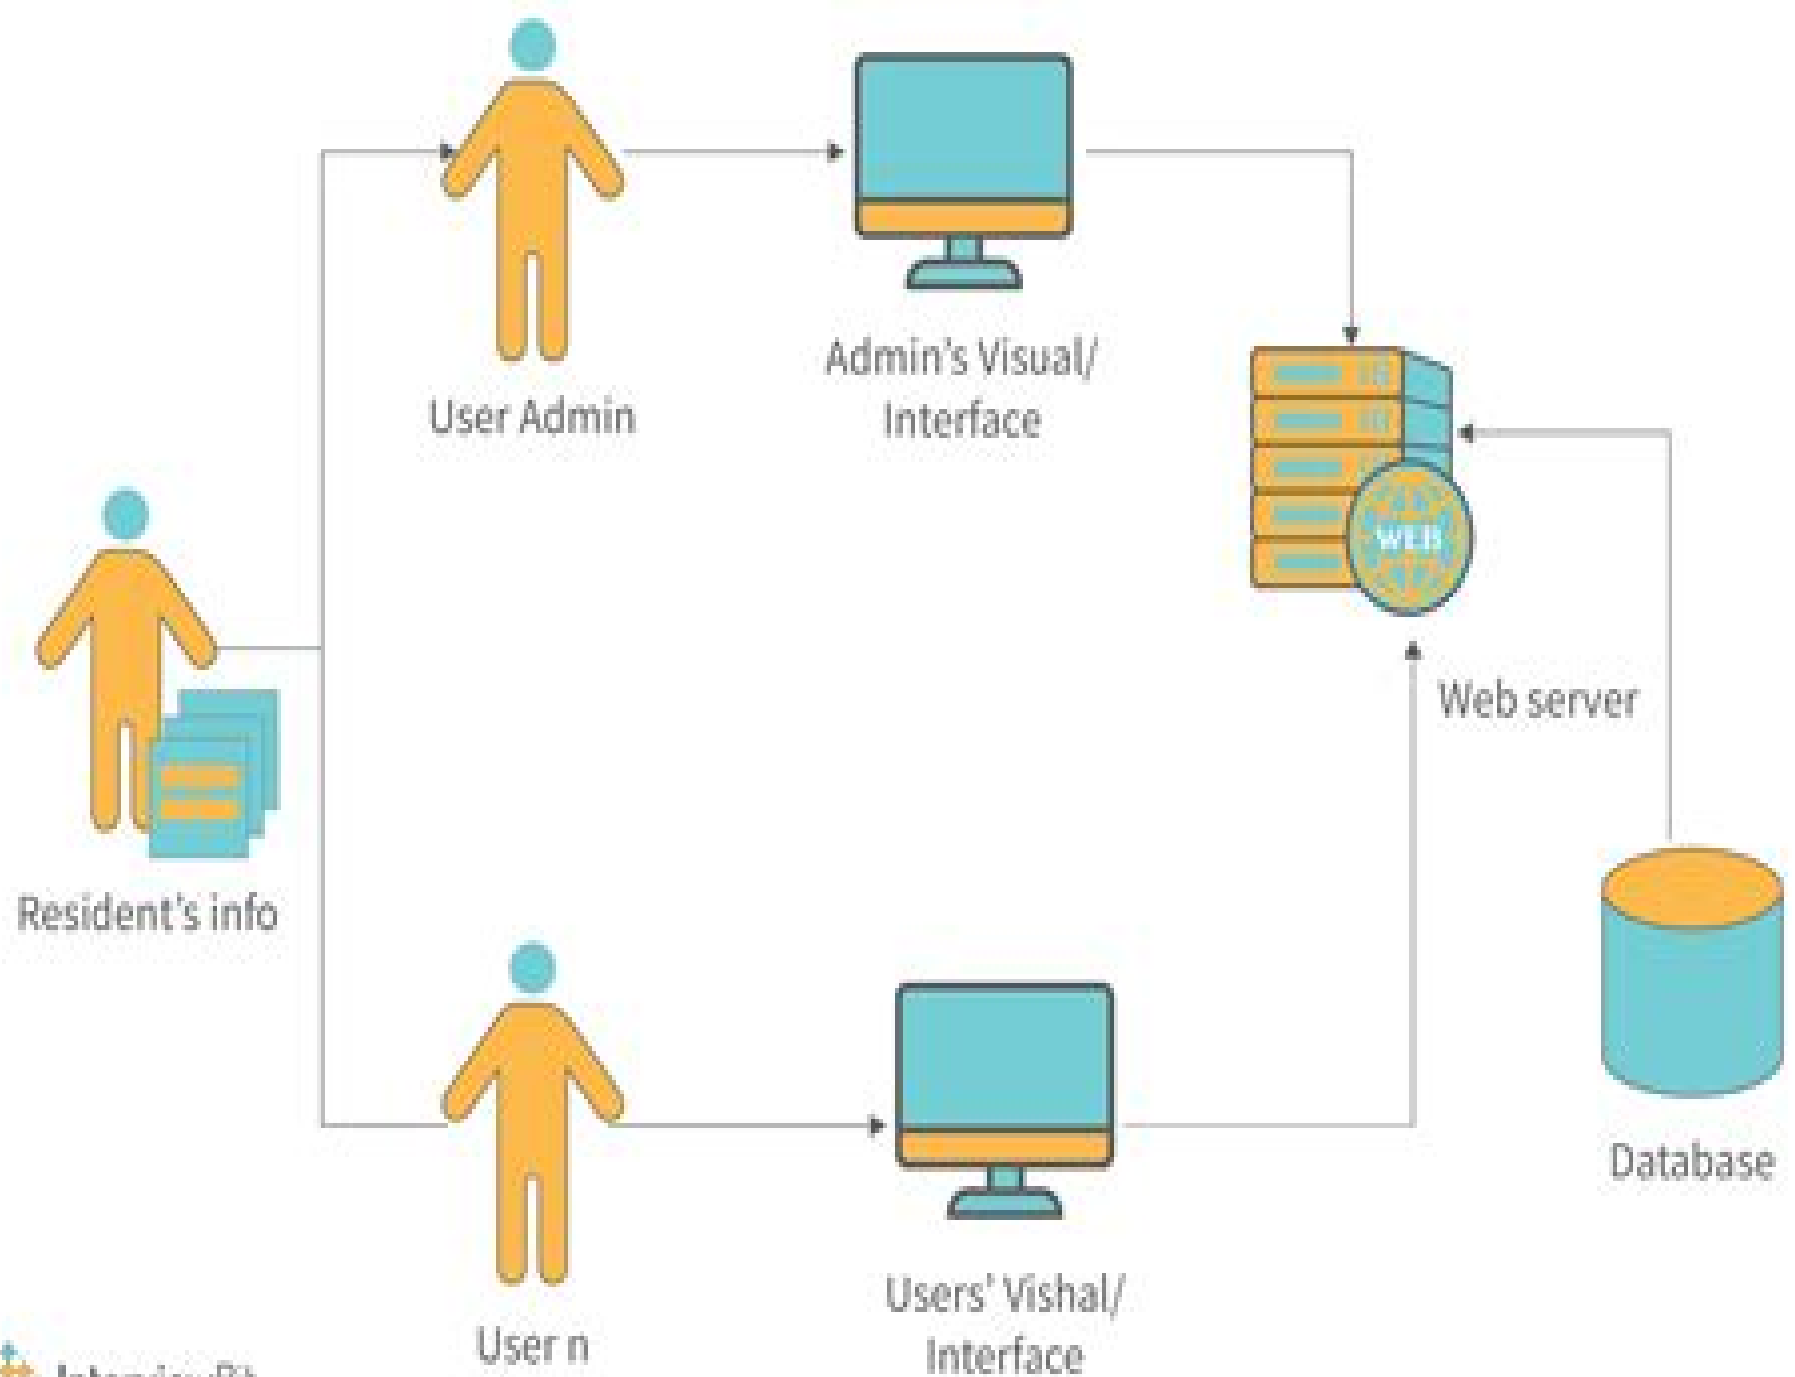 User Admin
Admin's Visual/
Interface
WEB
Web server
Resident's info
Database
User n
Users' Vishal/
Interface